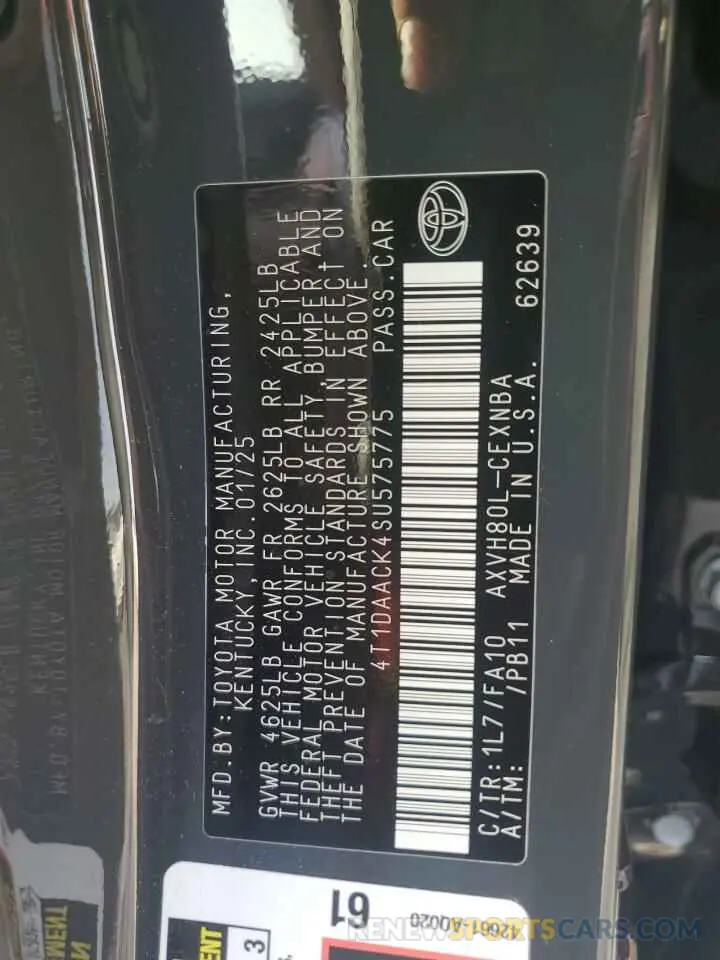 MFD.BY:TOYOTA MOTOR MANUFACTURING,
KENTUCKY, INC. 01/25
GVWR 4625LB GAWR FR 2625LB RR 2425LB
THIS VEHICLE CONFORMS TO ALL APPLICABLE
FEDERAL MOTOR VEHICLE SAFETY, BUMPER AND
THEFT PREVENTION STANDARDS IN EFFECT ON
THE DATE OF MANUFACTURE SHOWN ABOVE
4T1DAACK4SU575775 PASS.CAR
C/TR:1L7/FA10 AXVH80L-CEXNBA
A/TM: /PB11 MADE IN U.S.A. 62639
61
42661-A0020
3
RENEWSPORTSCARS.COM